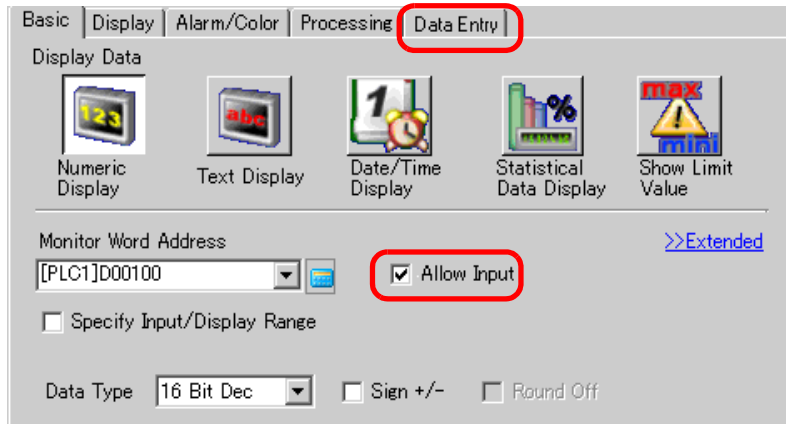 Basic Display Alarm/Color Processing Data Entry
Display Data
123 abc 1 % max mini
Numeric Display Text Display Date/Time Display Statistical Data Display Show Limit Value
Monitor Word Address >>Extended
[PLC1]D00100 Allow Input
Specify Input/Display Range
Data Type 16 Bit Dec Sign +/- Round Off